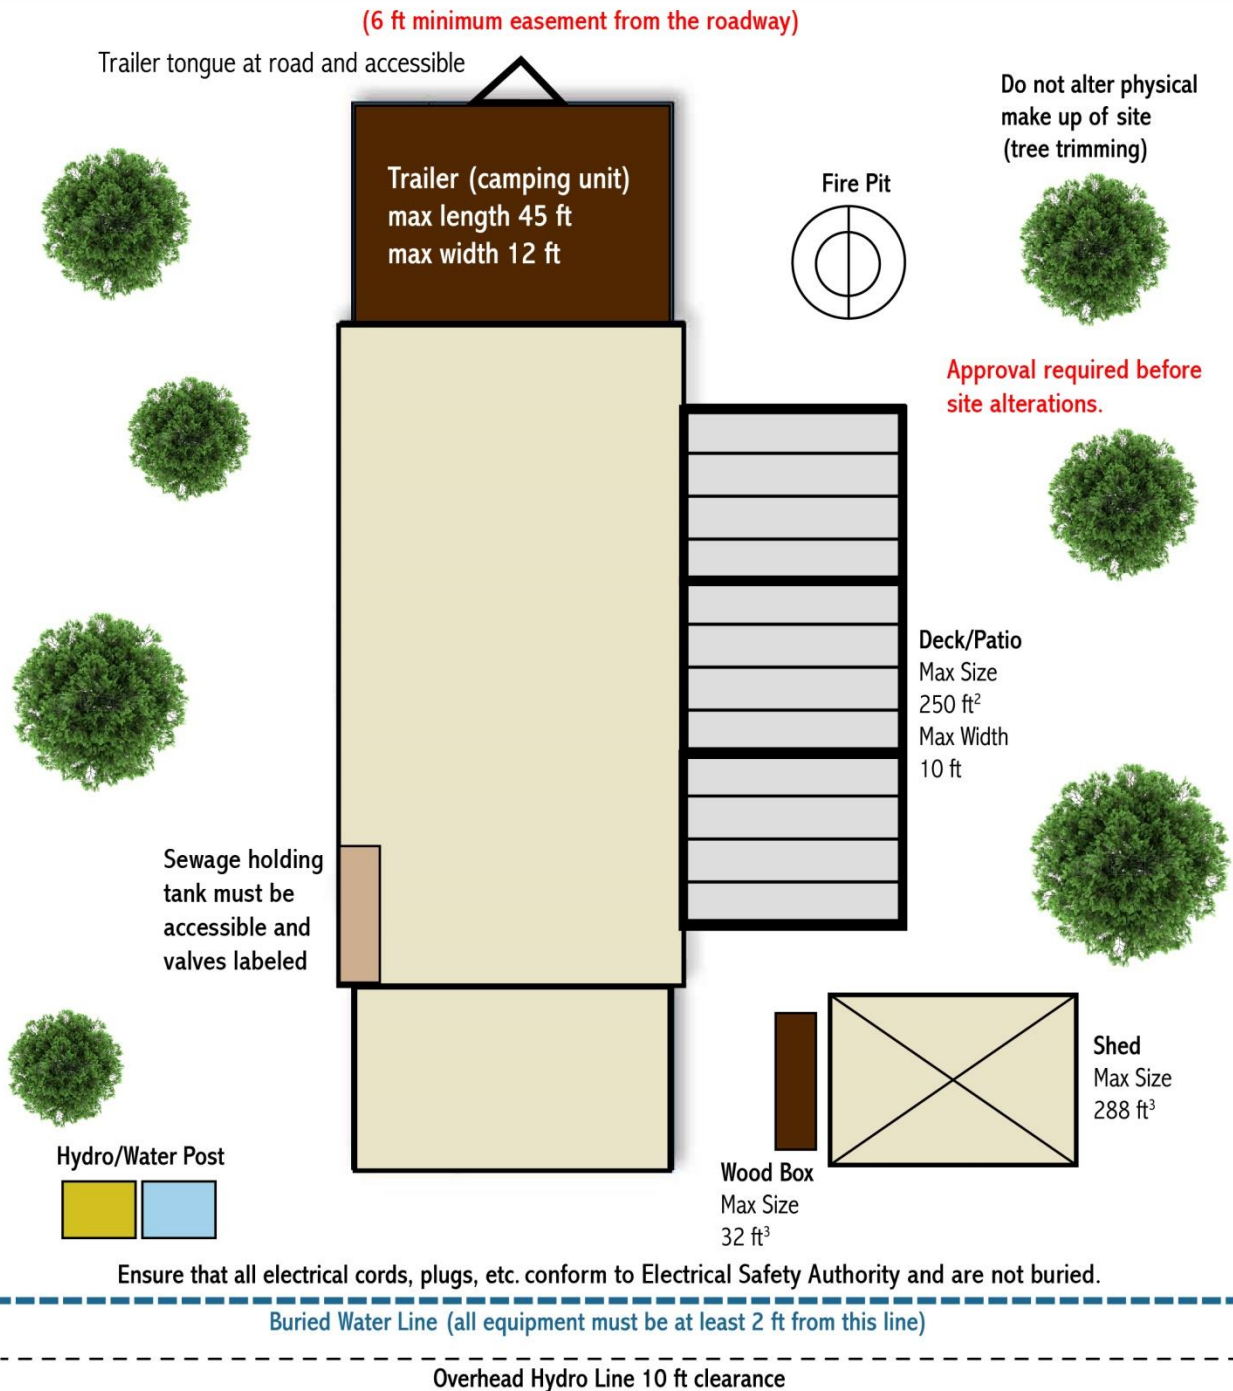 (6 ft minimum easement from the roadway)
Trailer tongue at road and accessible
Do not alter physical
make up of site
(tree trimming)
Trailer (camping unit)
max length 45 ft
max width 12 ft
Fire Pit
Approval required before
site alterations.
Deck/Patio
Max Size
250 ft²
Max Width
10 ft
Sewage holding
tank must be
accessible and
valves labeled
Shed
Max Size
288 ft³
Hydro/Water Post
Wood Box
Max Size
32 ft³
Ensure that all electrical cords, plugs, etc. conform to Electrical Safety Authority and are not buried.
Buried Water Line (all equipment must be at least 2 ft from this line)
Overhead Hydro Line 10 ft clearance